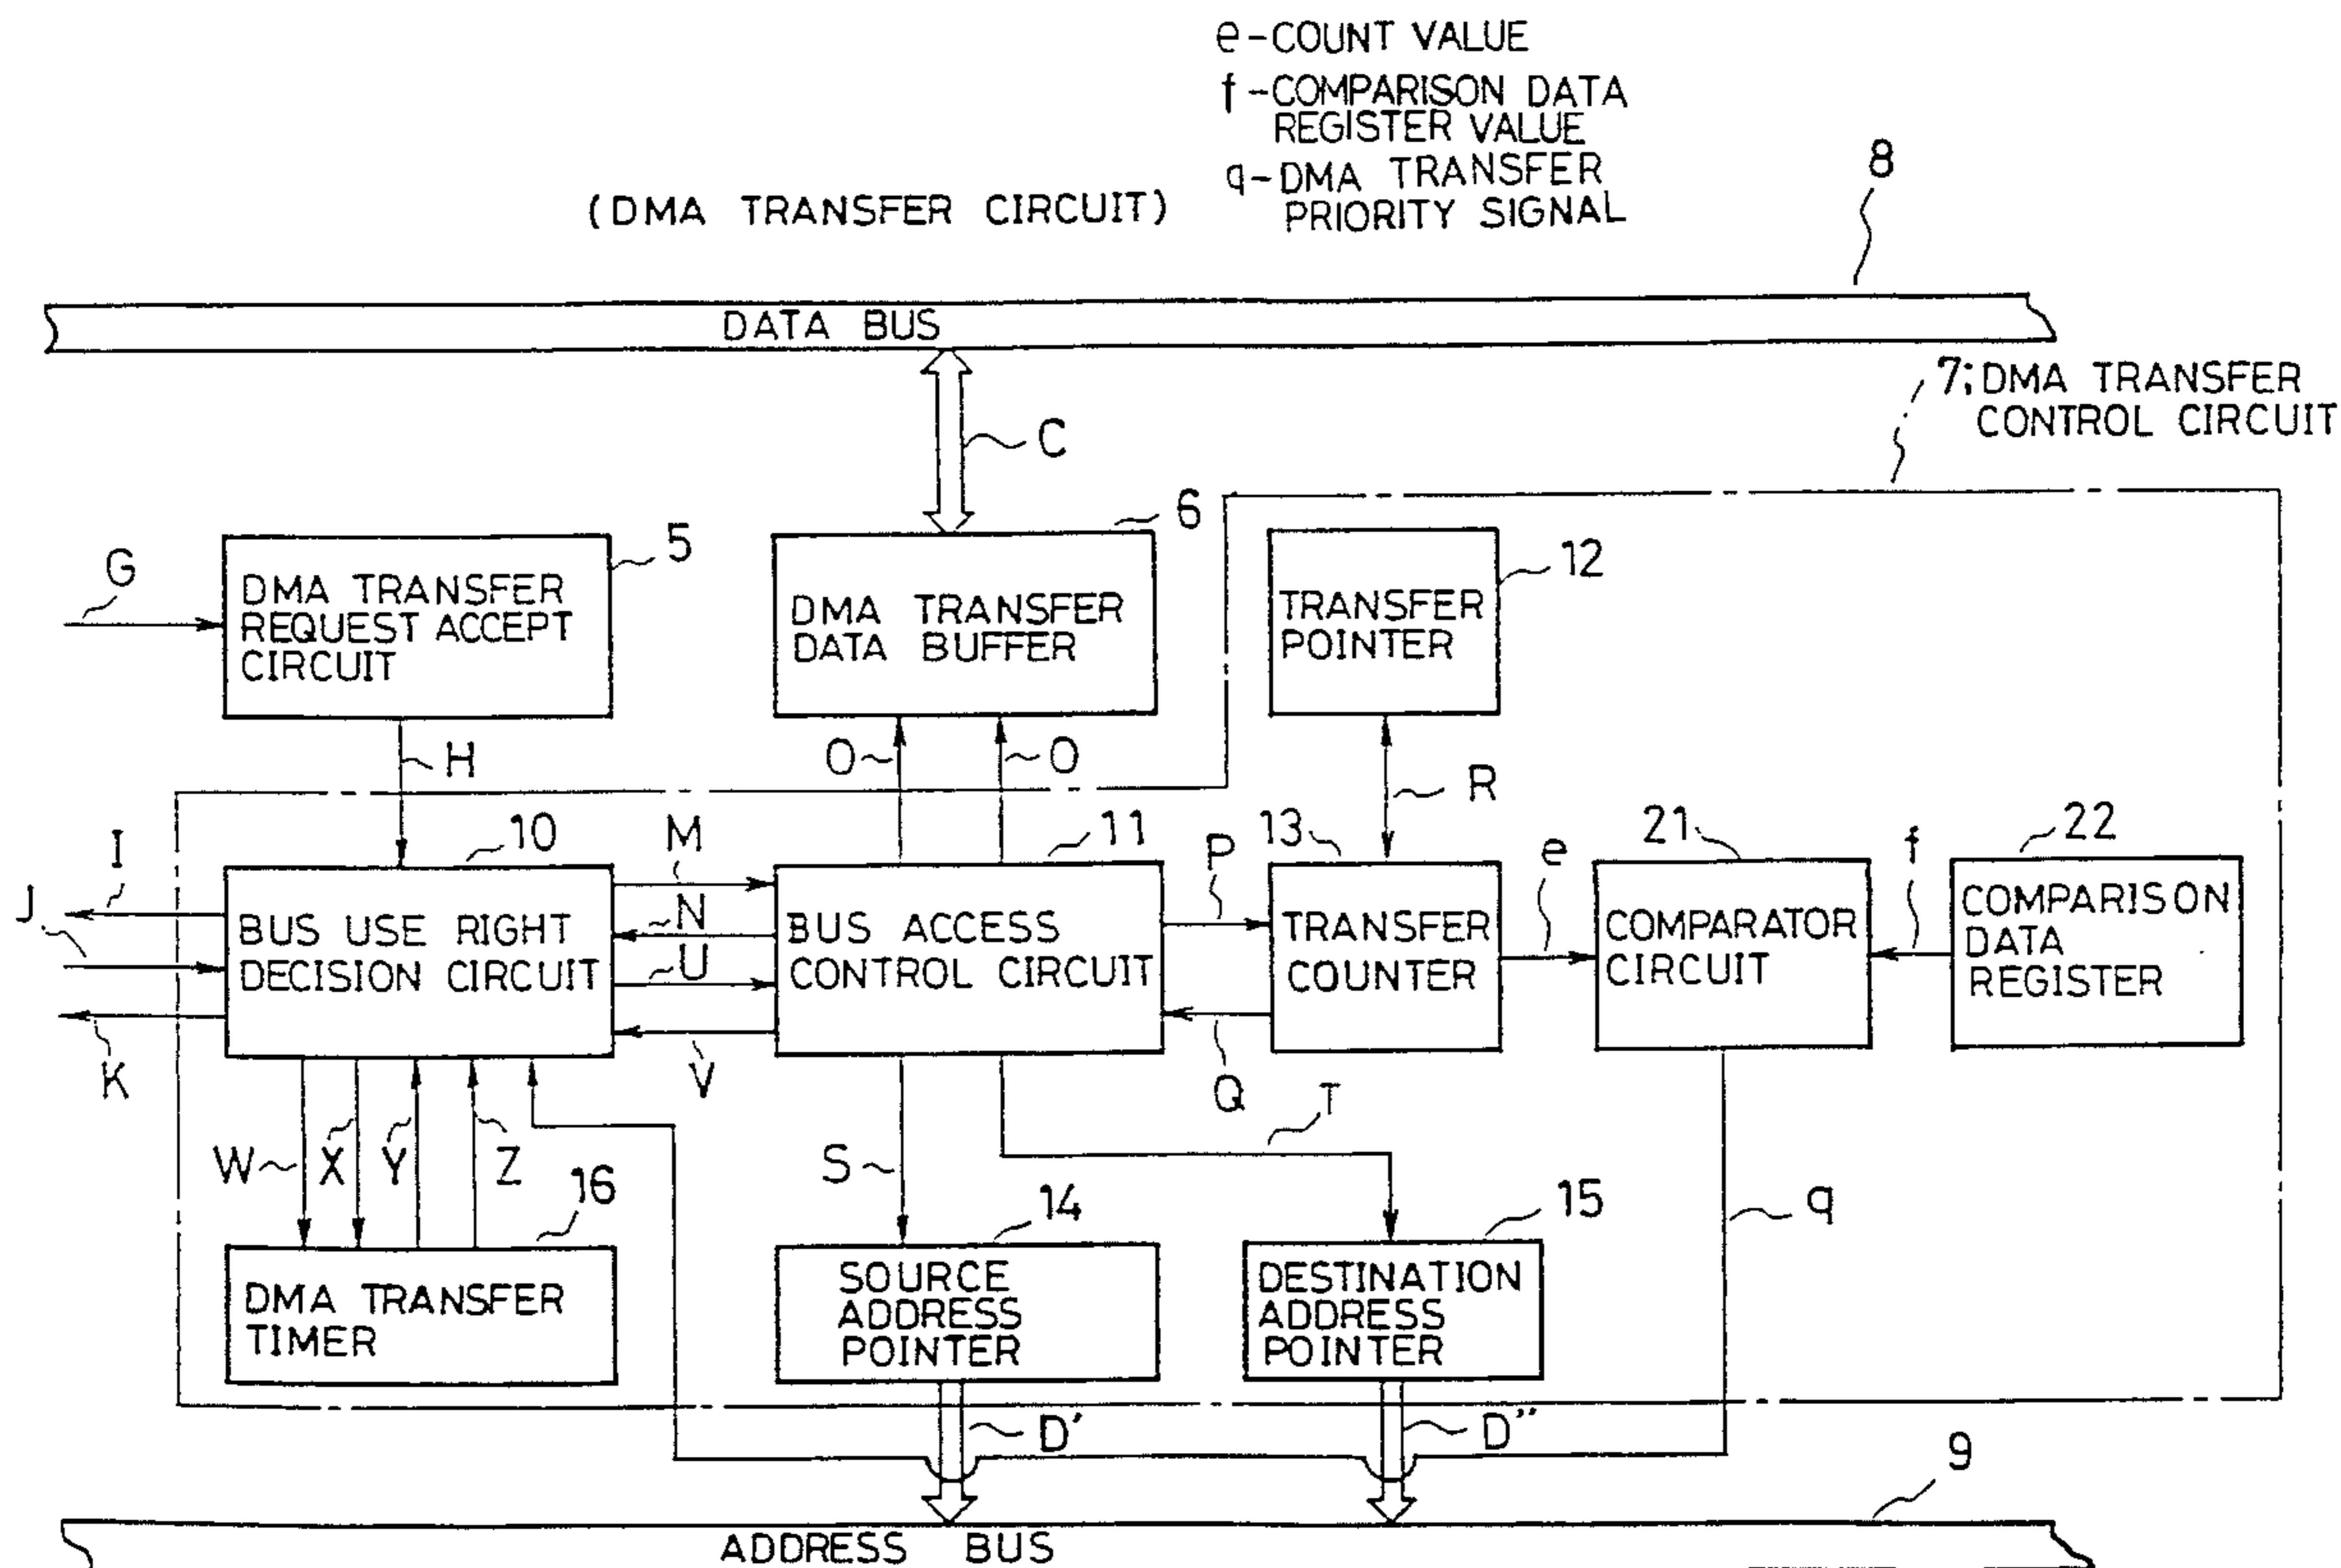 e-COUNT VALUE
f-COMPARISON DATA
REGISTER VALUE
q-DMA TRANSFER
PRIORITY SIGNAL
(DMA TRANSFER CIRCUIT)
8
DATA BUS
7;DMA TRANSFER
CONTROL CIRCUIT
C
G
5
DMA TRANSFER
REQUEST ACCEPT
CIRCUIT
6
DMA TRANSFER
DATA BUFFER
12
TRANSFER
POINTER
H
O
O
R
I
J
K
10
BUS USE RIGHT
DECISION CIRCUIT
M
N
U
V
11
BUS ACCESS
CONTROL CIRCUIT
P
Q
13
TRANSFER
COUNTER
e
21
COMPARATOR
CIRCUIT
f
22
COMPARISON
DATA
REGISTER
W
X
Y
Z
S
T
q
16
DMA TRANSFER
TIMER
14
SOURCE
ADDRESS
POINTER
15
DESTINATION
ADDRESS
POINTER
D'
D"
9
ADDRESS BUS